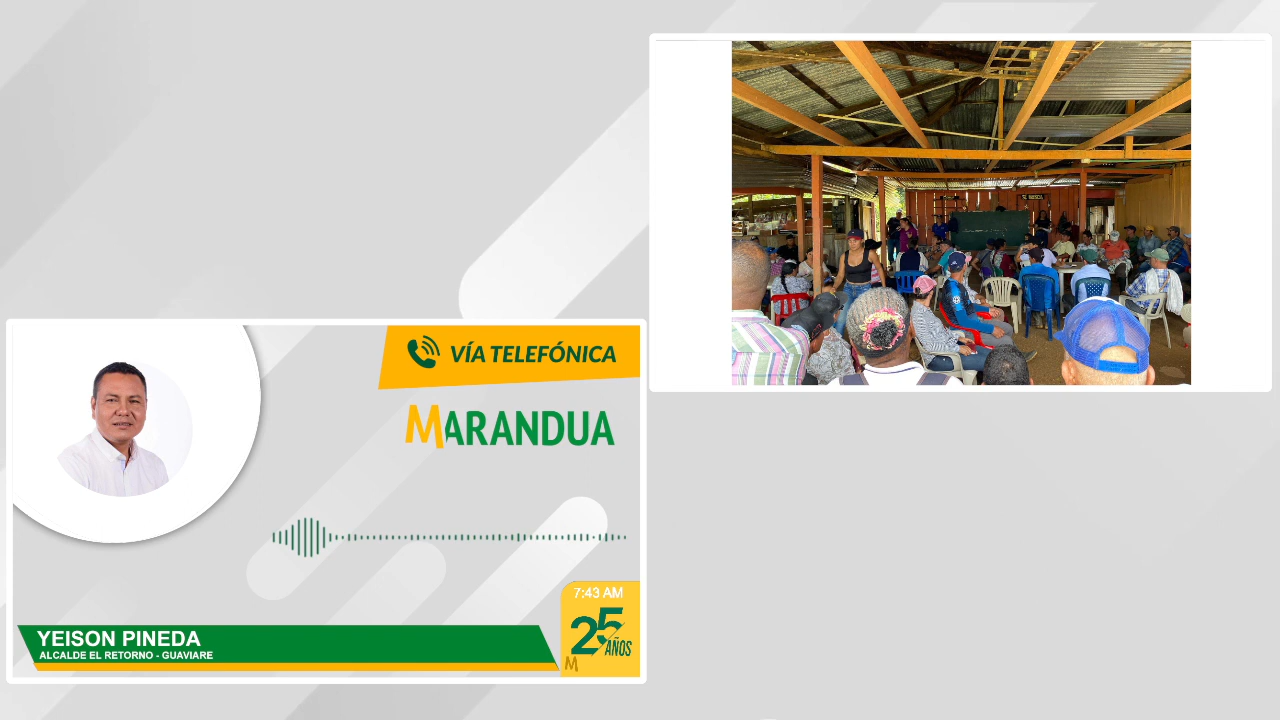 VÍA TELEFÓNICA
MARANDUA
7:43 AM
25
AÑOS
M
YEISON PINEDA
ALCALDE EL RETORNO - GUAVIARE